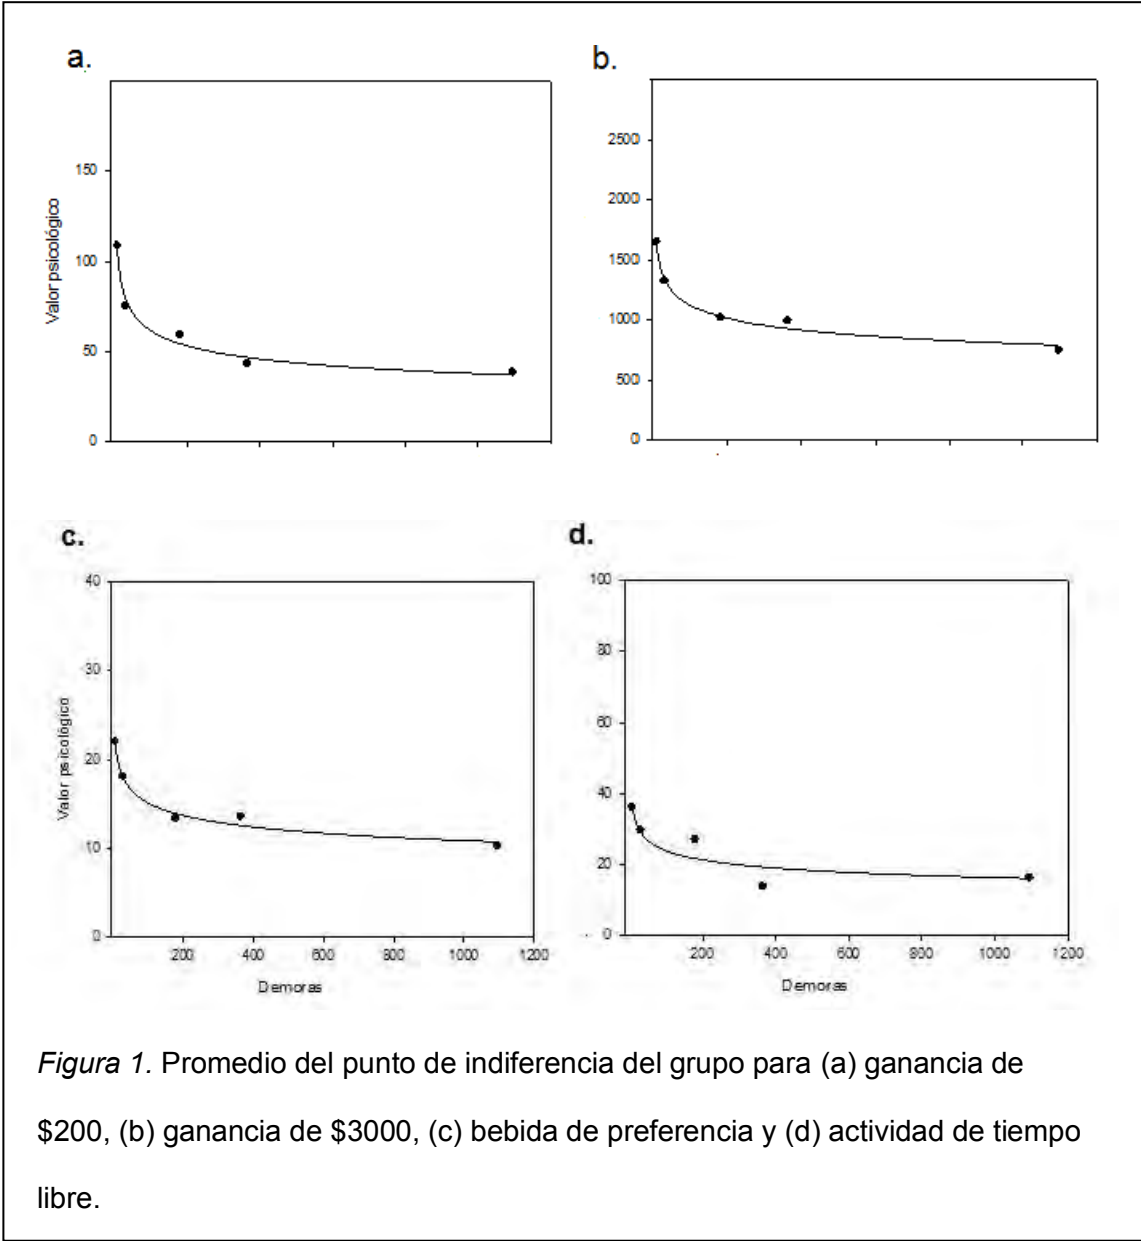 a.
150
100
50
0
Valor psicológico
b.
2500
2000
1500
1000
500
0
c.
40
30
20
10
0
Valor psicológico
200 400 600 800 1000 1200
Demoras
d.
100
80
60
40
20
0
200 400 600 800 1000 1200
Demoras
Figura 1. Promedio del punto de indiferencia del grupo para (a) ganancia de
$200, (b) ganancia de $3000, (c) bebida de preferencia y (d) actividad de tiempo
libre.